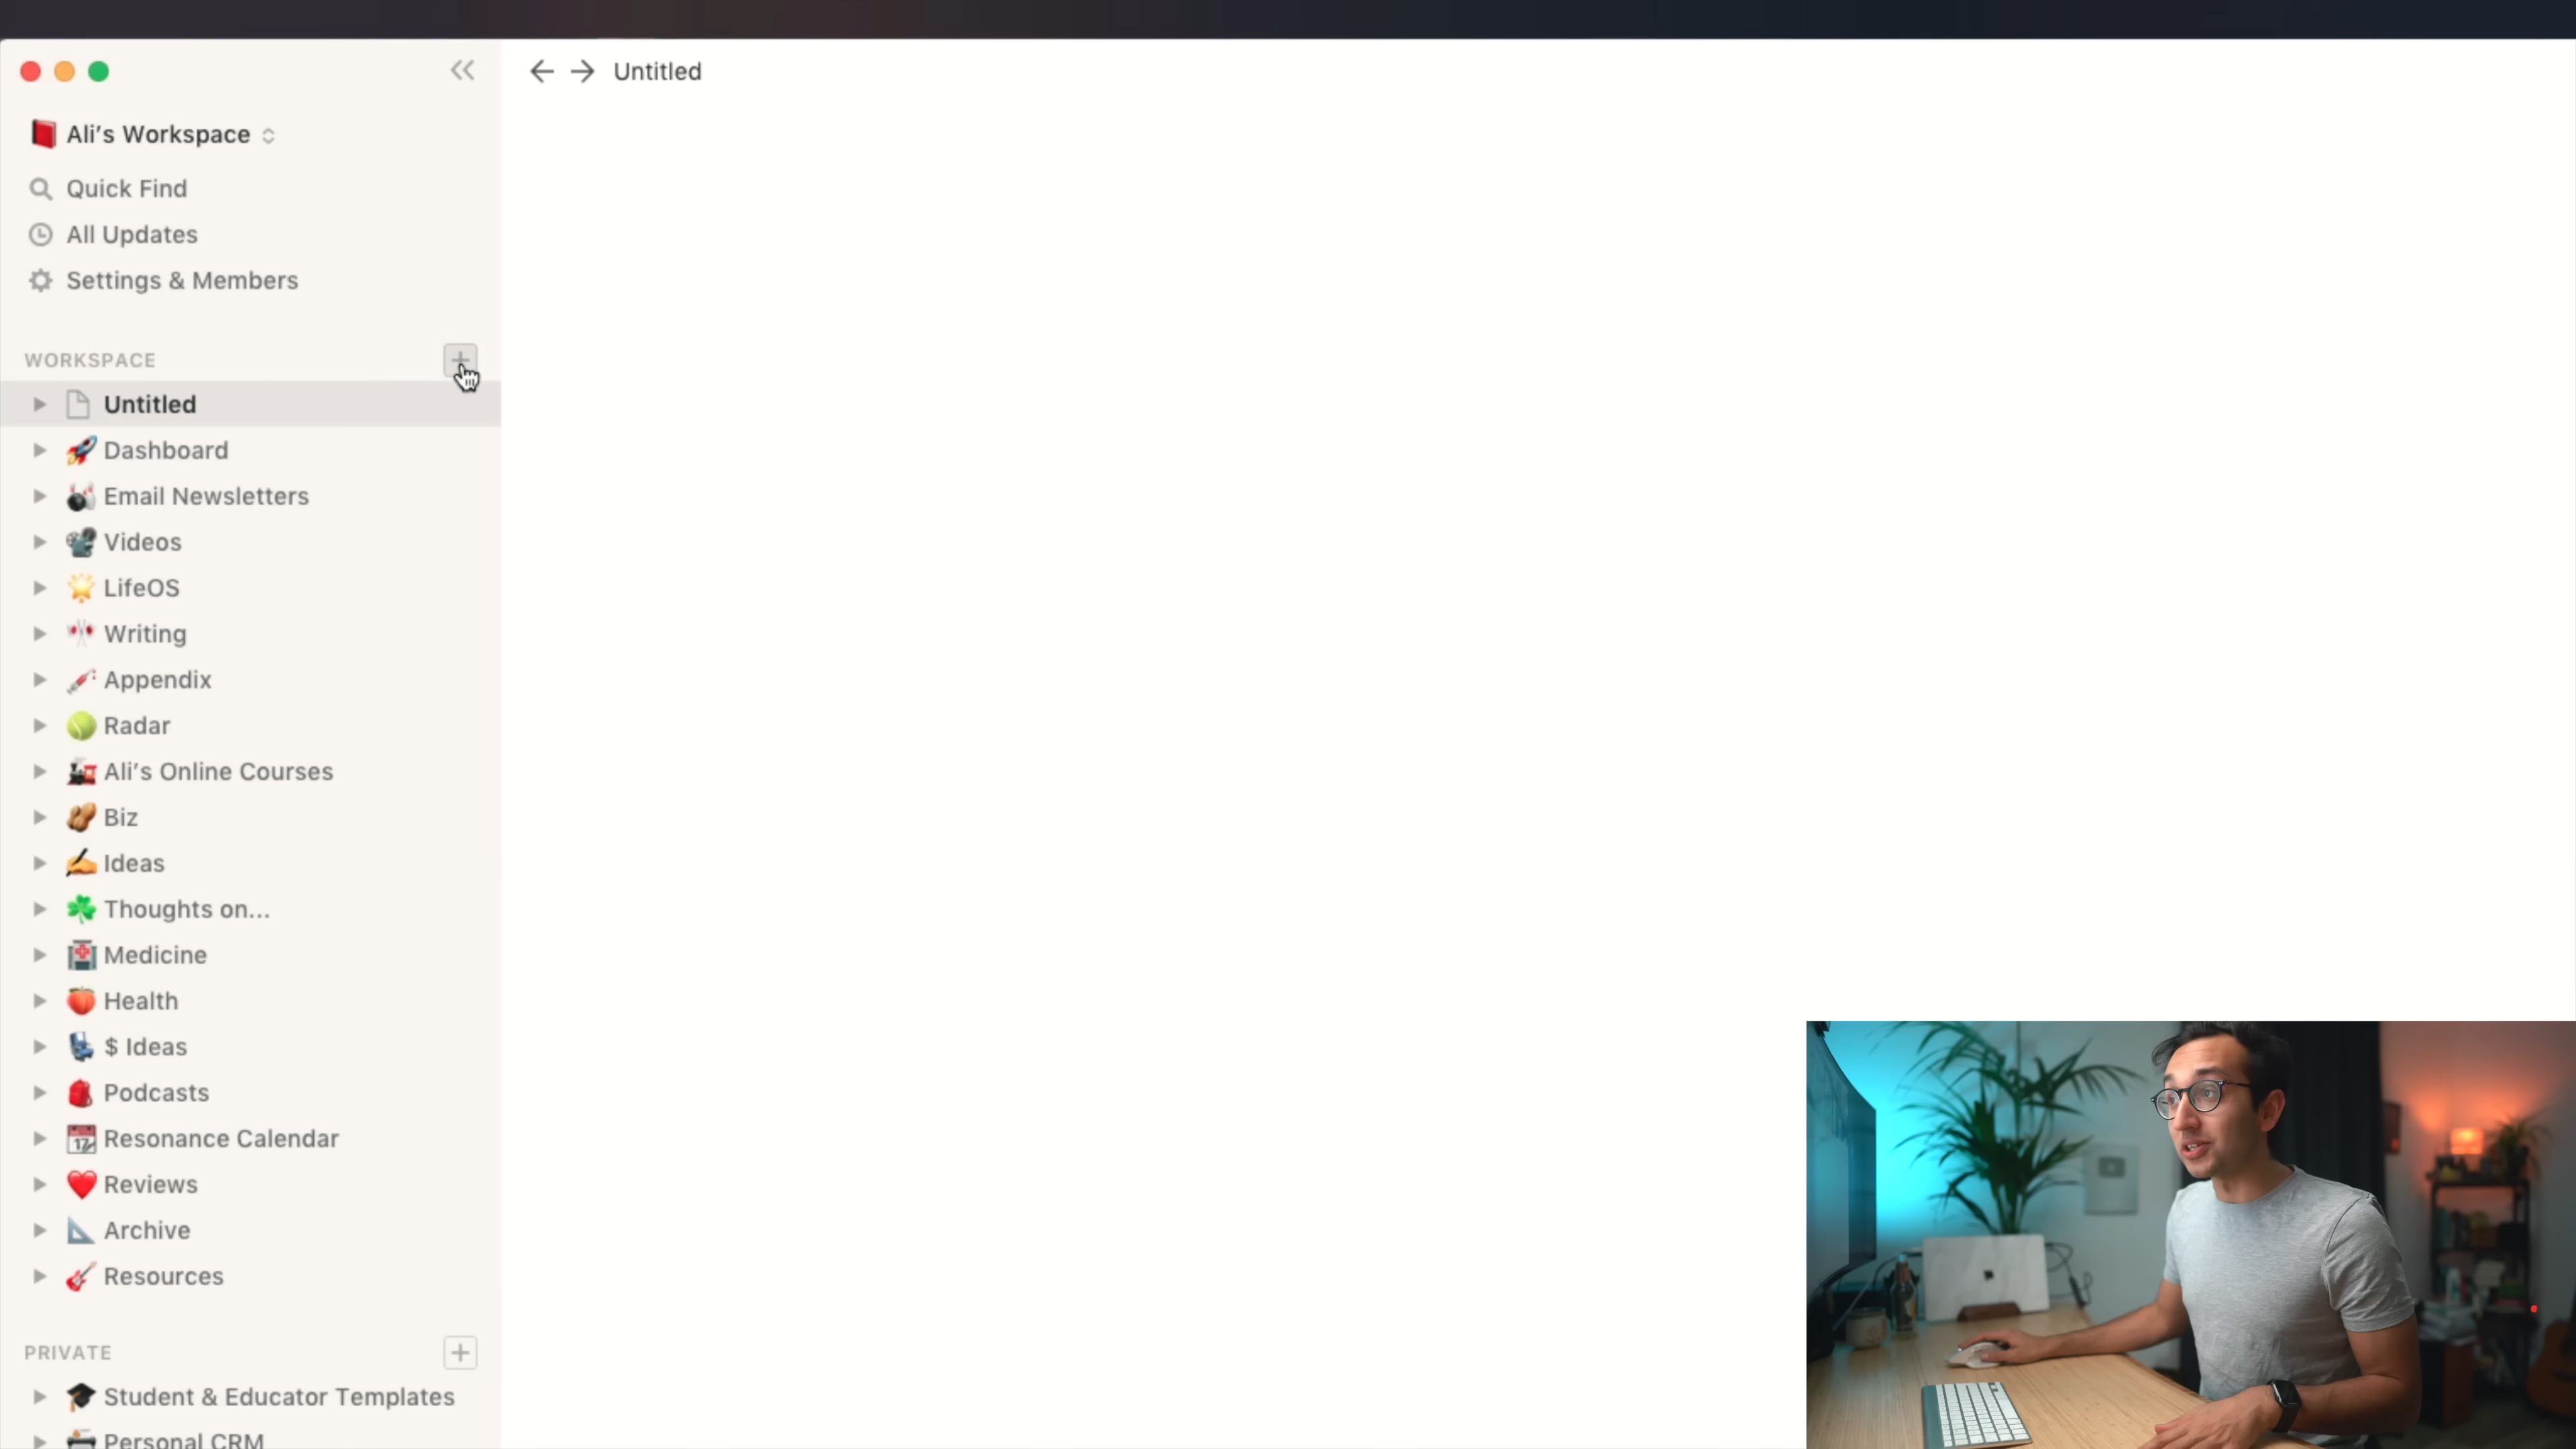 Untitled
Ali's Workspace
Quick Find
All Updates
Settings & Members
WORKSPACE
Untitled
Dashboard
Email Newsletters
Videos
LifeOS
Writing
Appendix
Radar
Ali's Online Courses
Biz
Ideas
Thoughts on...
Medicine
Health
$ Ideas
Podcasts
Resonance Calendar
Reviews
Archive
Resources
PRIVATE
Student & Educator Templates
Personal CRM